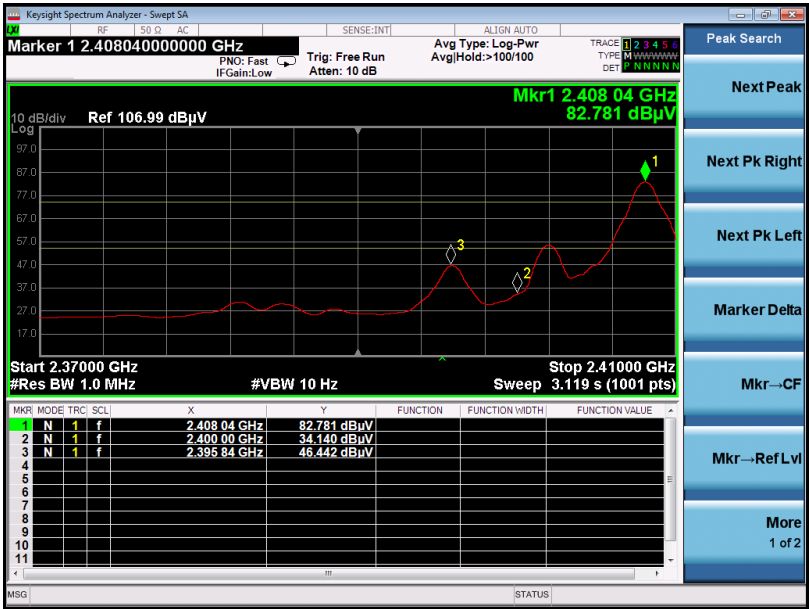 Keysight Spectrum Analyzer - Swept SA
LXI RF 50 Ω AC SENSE:INT ALIGN AUTO
Marker 1 2.408040000000 GHz
PNO: Fast
IFGain:Low
Trig: Free Run
Atten: 10 dB
Avg Type: Log-Pwr
Avg|Hold:>100/100
TRACE 1 2 3 4 5 6
TYPE M WWWWW
DET P N N N N N
Mkr1 2.408 04 GHz
82.781 dBµV
10 dB/div Ref 106.99 dBµV
Log
97.0
87.0
77.0
67.0
57.0
47.0
37.0
27.0
17.0
1
3
2
Start 2.37000 GHz Stop 2.41000 GHz
#Res BW 1.0 MHz #VBW 10 Hz Sweep 3.119 s (1001 pts)
MKR MODE TRC SCL X Y FUNCTION FUNCTION WIDTH FUNCTION VALUE
1 N 1 f 2.408 04 GHz 82.781 dBµV
2 N 1 f 2.400 00 GHz 34.140 dBµV
3 N 1 f 2.395 84 GHz 46.442 dBµV
4
5
6
7
8
9
10
11
MSG STATUS
Peak Search
Next Peak
Next Pk Right
Next Pk Left
Marker Delta
Mkr→CF
Mkr→Ref Lvl
More
1 of 2